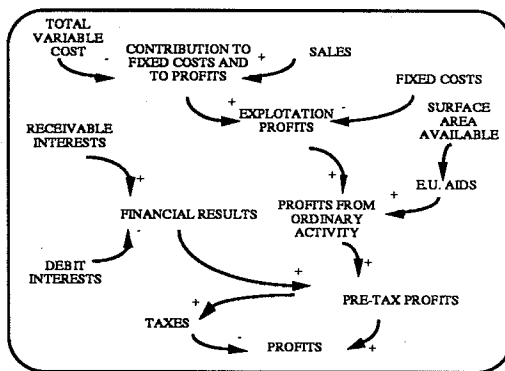 TOTAL
VARIABLE
COST
-
CONTRIBUTION TO
FIXED COSTS AND
TO PROFITS
+
SALES
FIXED COSTS
+
EXPLOTATION
PROFITS
-
SURFACE
AREA
AVAILABLE
RECEIVABLE
INTERESTS
+
+
E.U. AIDS
+
PROFITS FROM
ORDINARY
ACTIVITY
FINANCIAL RESULTS
-
DEBIT
INTERESTS
+
+
PRE-TAX PROFITS
+
TAXES
-
PROFITS
+